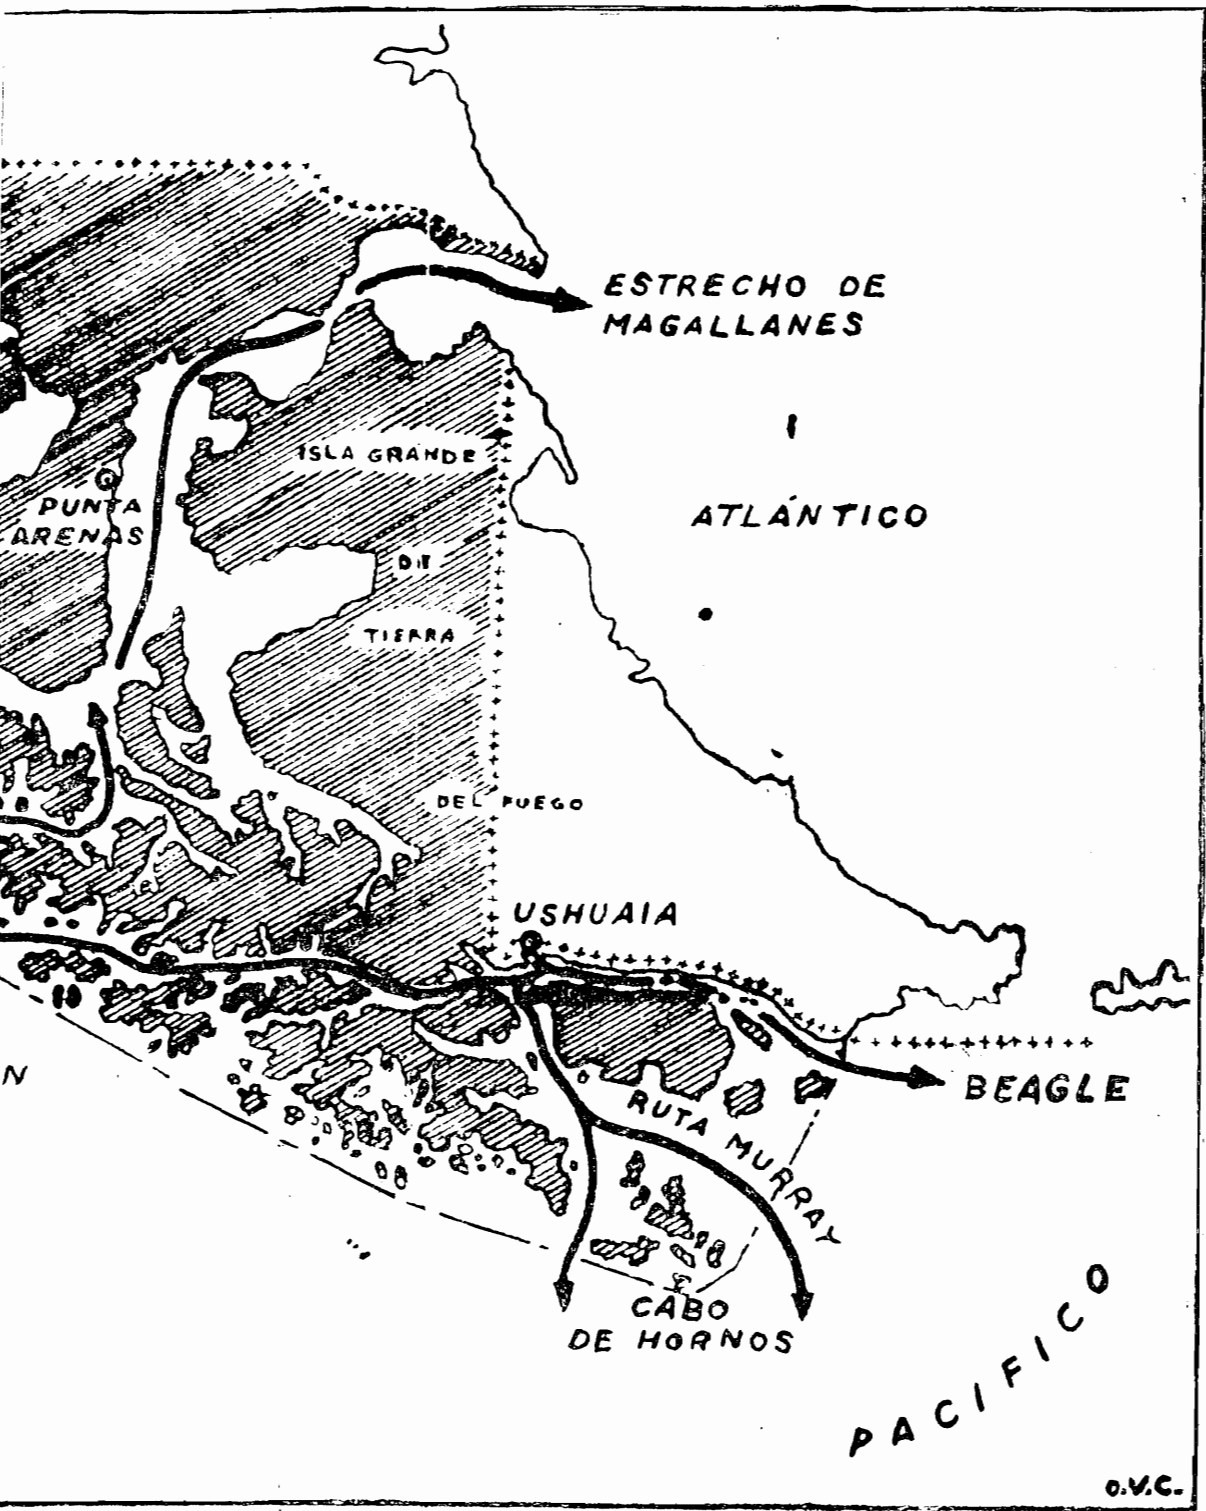 ESTRECHO DE
MAGALLANES
ISLA GRANDE
PUNTA
ARENAS
ATLÁNTICO
DE
TIERRA
DEL FUEGO
USHUAIA
N
BEAGLE
RUTA MURRAY
CABO
DE HORNOS
PACIFICO
O.V.C.